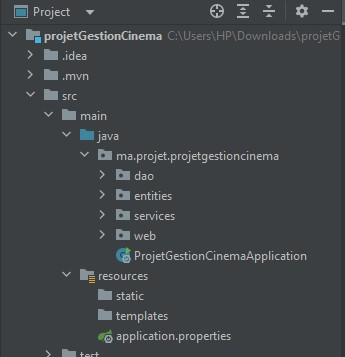 Project
projetGestionCinema C:\Users\HP\Downloads\projetG
.idea
.mvn
src
main
java
ma.projet.projetgestioncinema
dao
entities
services
web
ProjetGestionCinemaApplication
resources
static
templates
application.properties
test